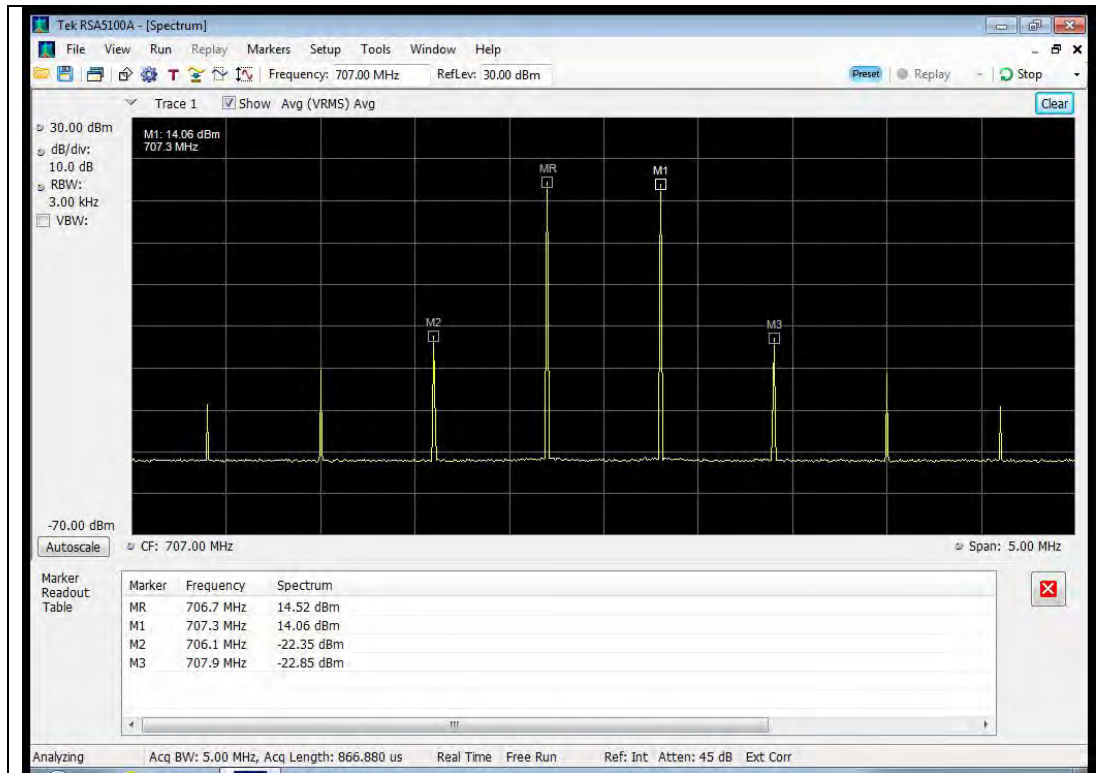 Tek RSA5100A - [Spectrum]
File View Run Replay Markers Setup Tools Window Help
T Frequency: 707.00 MHz RefLev: 30.00 dBm Preset Replay Stop
Trace 1 Show Avg (VRMS) Avg Clear
30.00 dBm
dB/div:
10.0 dB
RBW:
3.00 kHz
VBW:
M1: 14.06 dBm
707.3 MHz
MR
M1
M2
M3
-70.00 dBm
Autoscale CF: 707.00 MHz Span: 5.00 MHz
Marker
Readout
Table
Marker Frequency Spectrum
MR 706.7 MHz 14.52 dBm
M1 707.3 MHz 14.06 dBm
M2 706.1 MHz -22.35 dBm
M3 707.9 MHz -22.85 dBm
Analyzing Acq BW: 5.00 MHz, Acq Length: 866.880 us Real Time Free Run Ref: Int Atten: 45 dB Ext Corr